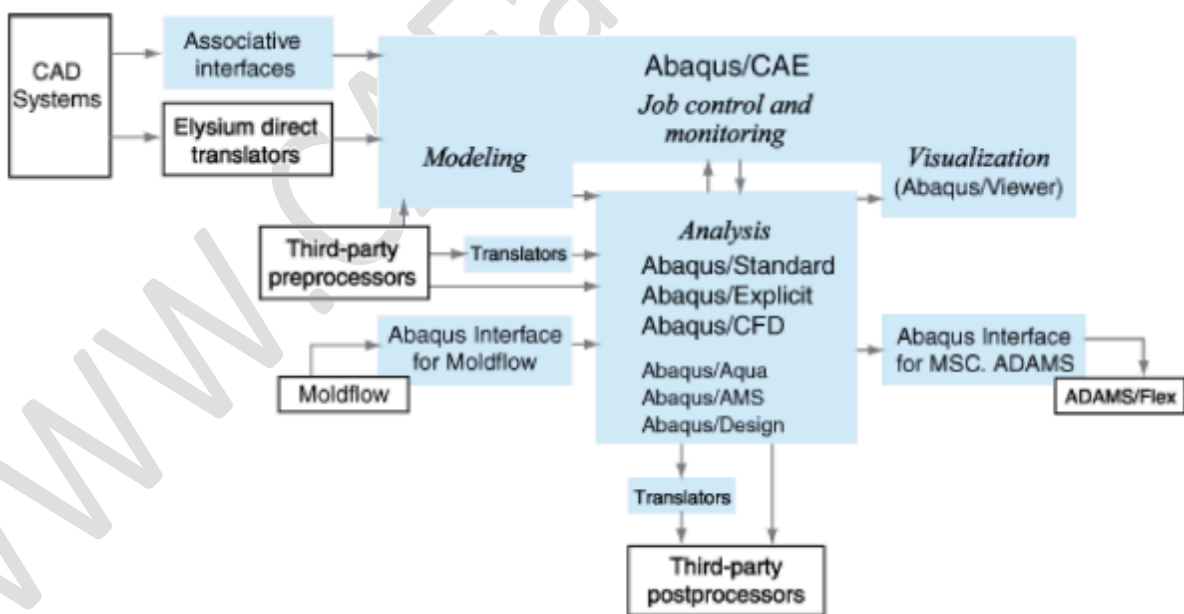 CAD
Systems
Associative
interfaces
Elysium direct
translators
Abaqus/CAE
Job control and
monitoring
Modeling
Visualization
(Abaqus/Viewer)
Third-party
preprocessors
Translators
Analysis
Abaqus/Standard
Abaqus/Explicit
Abaqus/CFD
Abaqus/Aqua
Abaqus/AMS
Abaqus/Design
Abaqus Interface
for Moldflow
Moldflow
Abaqus Interface
for MSC. ADAMS
ADAMS/Flex
Translators
Third-party
postprocessors